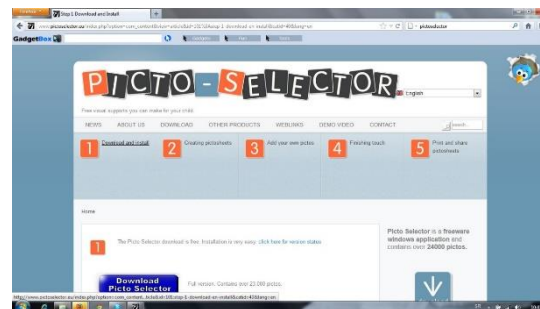 Step 1 Download and Install
pictoselector
GadgetBox
PICTO-SELECTOR
English
Free visual supports you can make for your child.
NEWS ABOUT US DOWNLOAD OTHER PRODUCTS WEBLINKS DEMO VIDEO CONTACT
search...
1 Download and install
2 Creating pictosheets
3 Add your own pictos
4 Finishing touch
5 Print and share pictosheets
Home
1 The Picto Selector download is free. Installation is very easy. click here for version status
Picto Selector is a freeware
windows application and
contains over 24000 pictos.
Download
Picto Selector
Full version. Contains over 23.000 pictos.